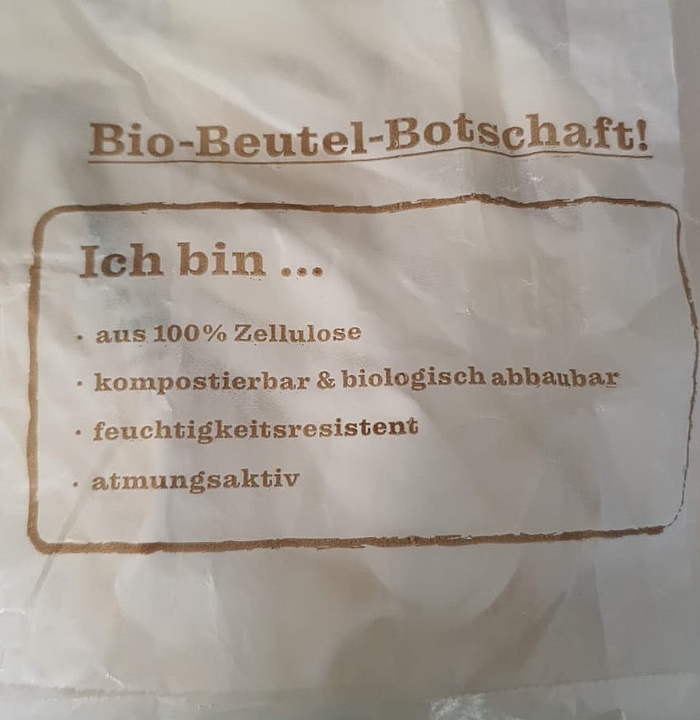 Bio-Beutel-Botschaft!
Ich bin ...
· aus 100% Zellulose
· kompostierbar & biologisch abbaubar
· feuchtigkeitsresistent
· atmungsaktiv